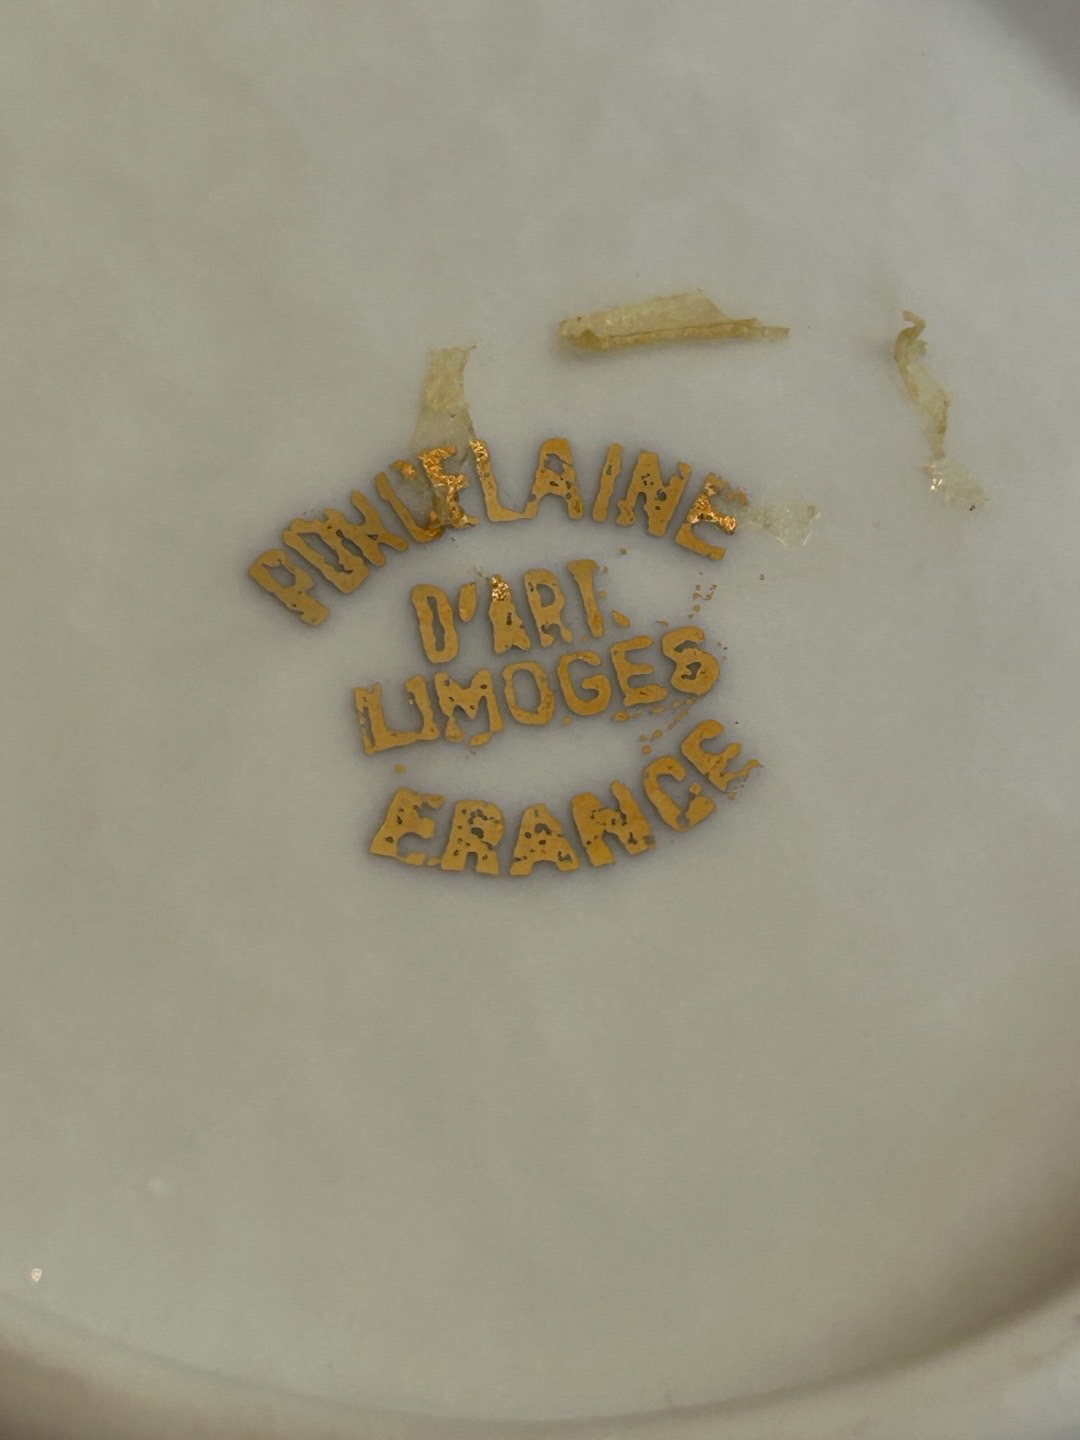 PORCELAINE
D'ART
LIMOGES
FRANCE